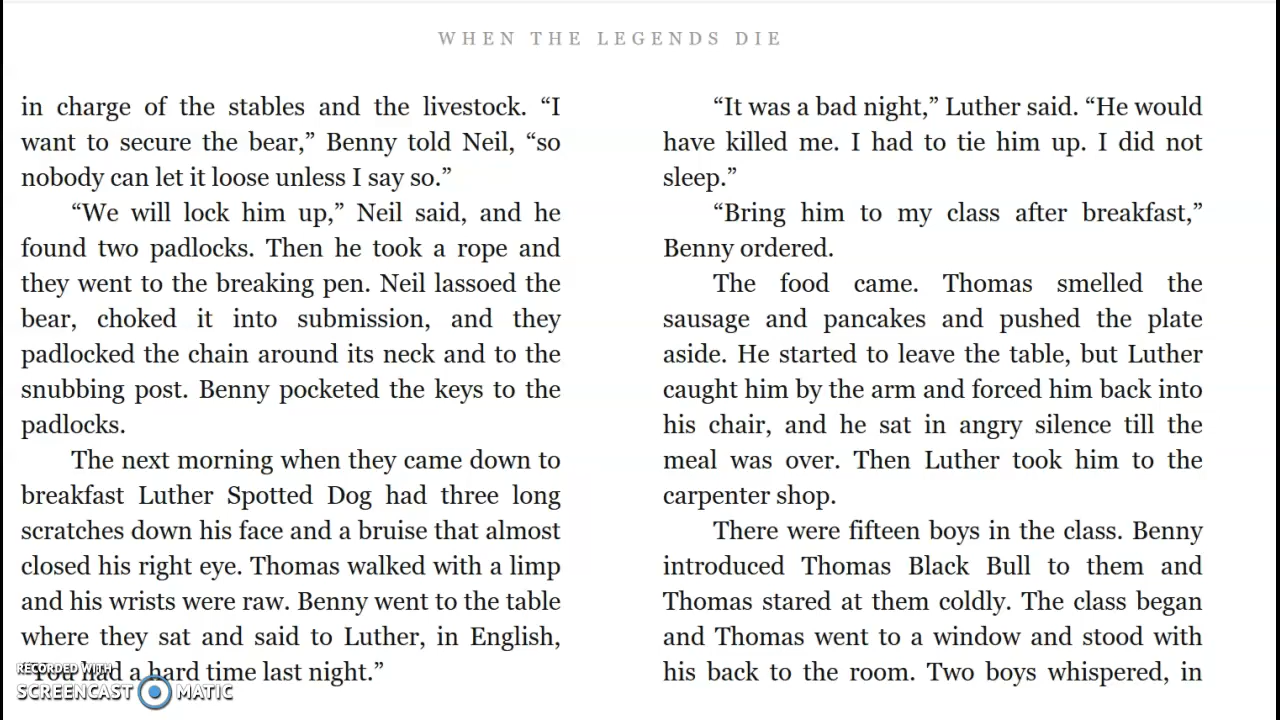 WHEN THE LEGENDS DIE
in charge of the stables and the livestock. “I
want to secure the bear,” Benny told Neil, “so
nobody can let it loose unless I say so.”
“We will lock him up,” Neil said, and he
found two padlocks. Then he took a rope and
they went to the breaking pen. Neil lassoed the
bear, choked it into submission, and they
padlocked the chain around its neck and to the
snubbing post. Benny pocketed the keys to the
padlocks.
The next morning when they came down to
breakfast Luther Spotted Dog had three long
scratches down his face and a bruise that almost
closed his right eye. Thomas walked with a limp
and his wrists were raw. Benny went to the table
where they sat and said to Luther, in English,
“You had a hard time last night.”
“It was a bad night,” Luther said. “He would
have killed me. I had to tie him up. I did not
sleep.”
“Bring him to my class after breakfast,”
Benny ordered.
The food came. Thomas smelled the
sausage and pancakes and pushed the plate
aside. He started to leave the table, but Luther
caught him by the arm and forced him back into
his chair, and he sat in angry silence till the
meal was over. Then Luther took him to the
carpenter shop.
There were fifteen boys in the class. Benny
introduced Thomas Black Bull to them and
Thomas stared at them coldly. The class began
and Thomas went to a window and stood with
his back to the room. Two boys whispered, in
RECORDED WITH
SCREENCAST MATIC